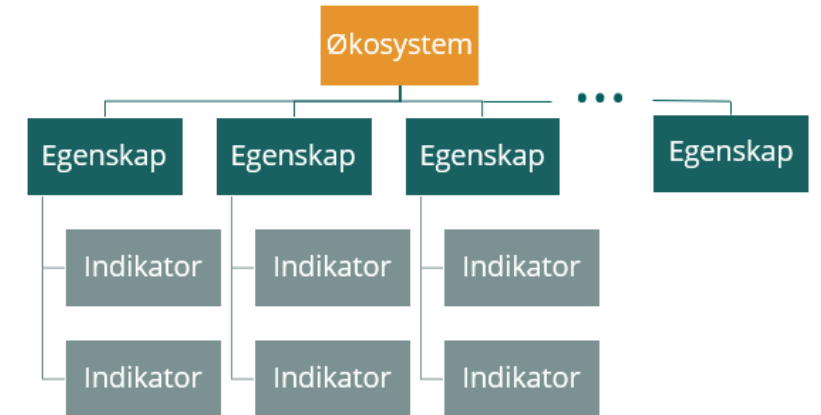 Økosystem
...
Egenskap Egenskap Egenskap Egenskap
Indikator Indikator Indikator
Indikator Indikator Indikator